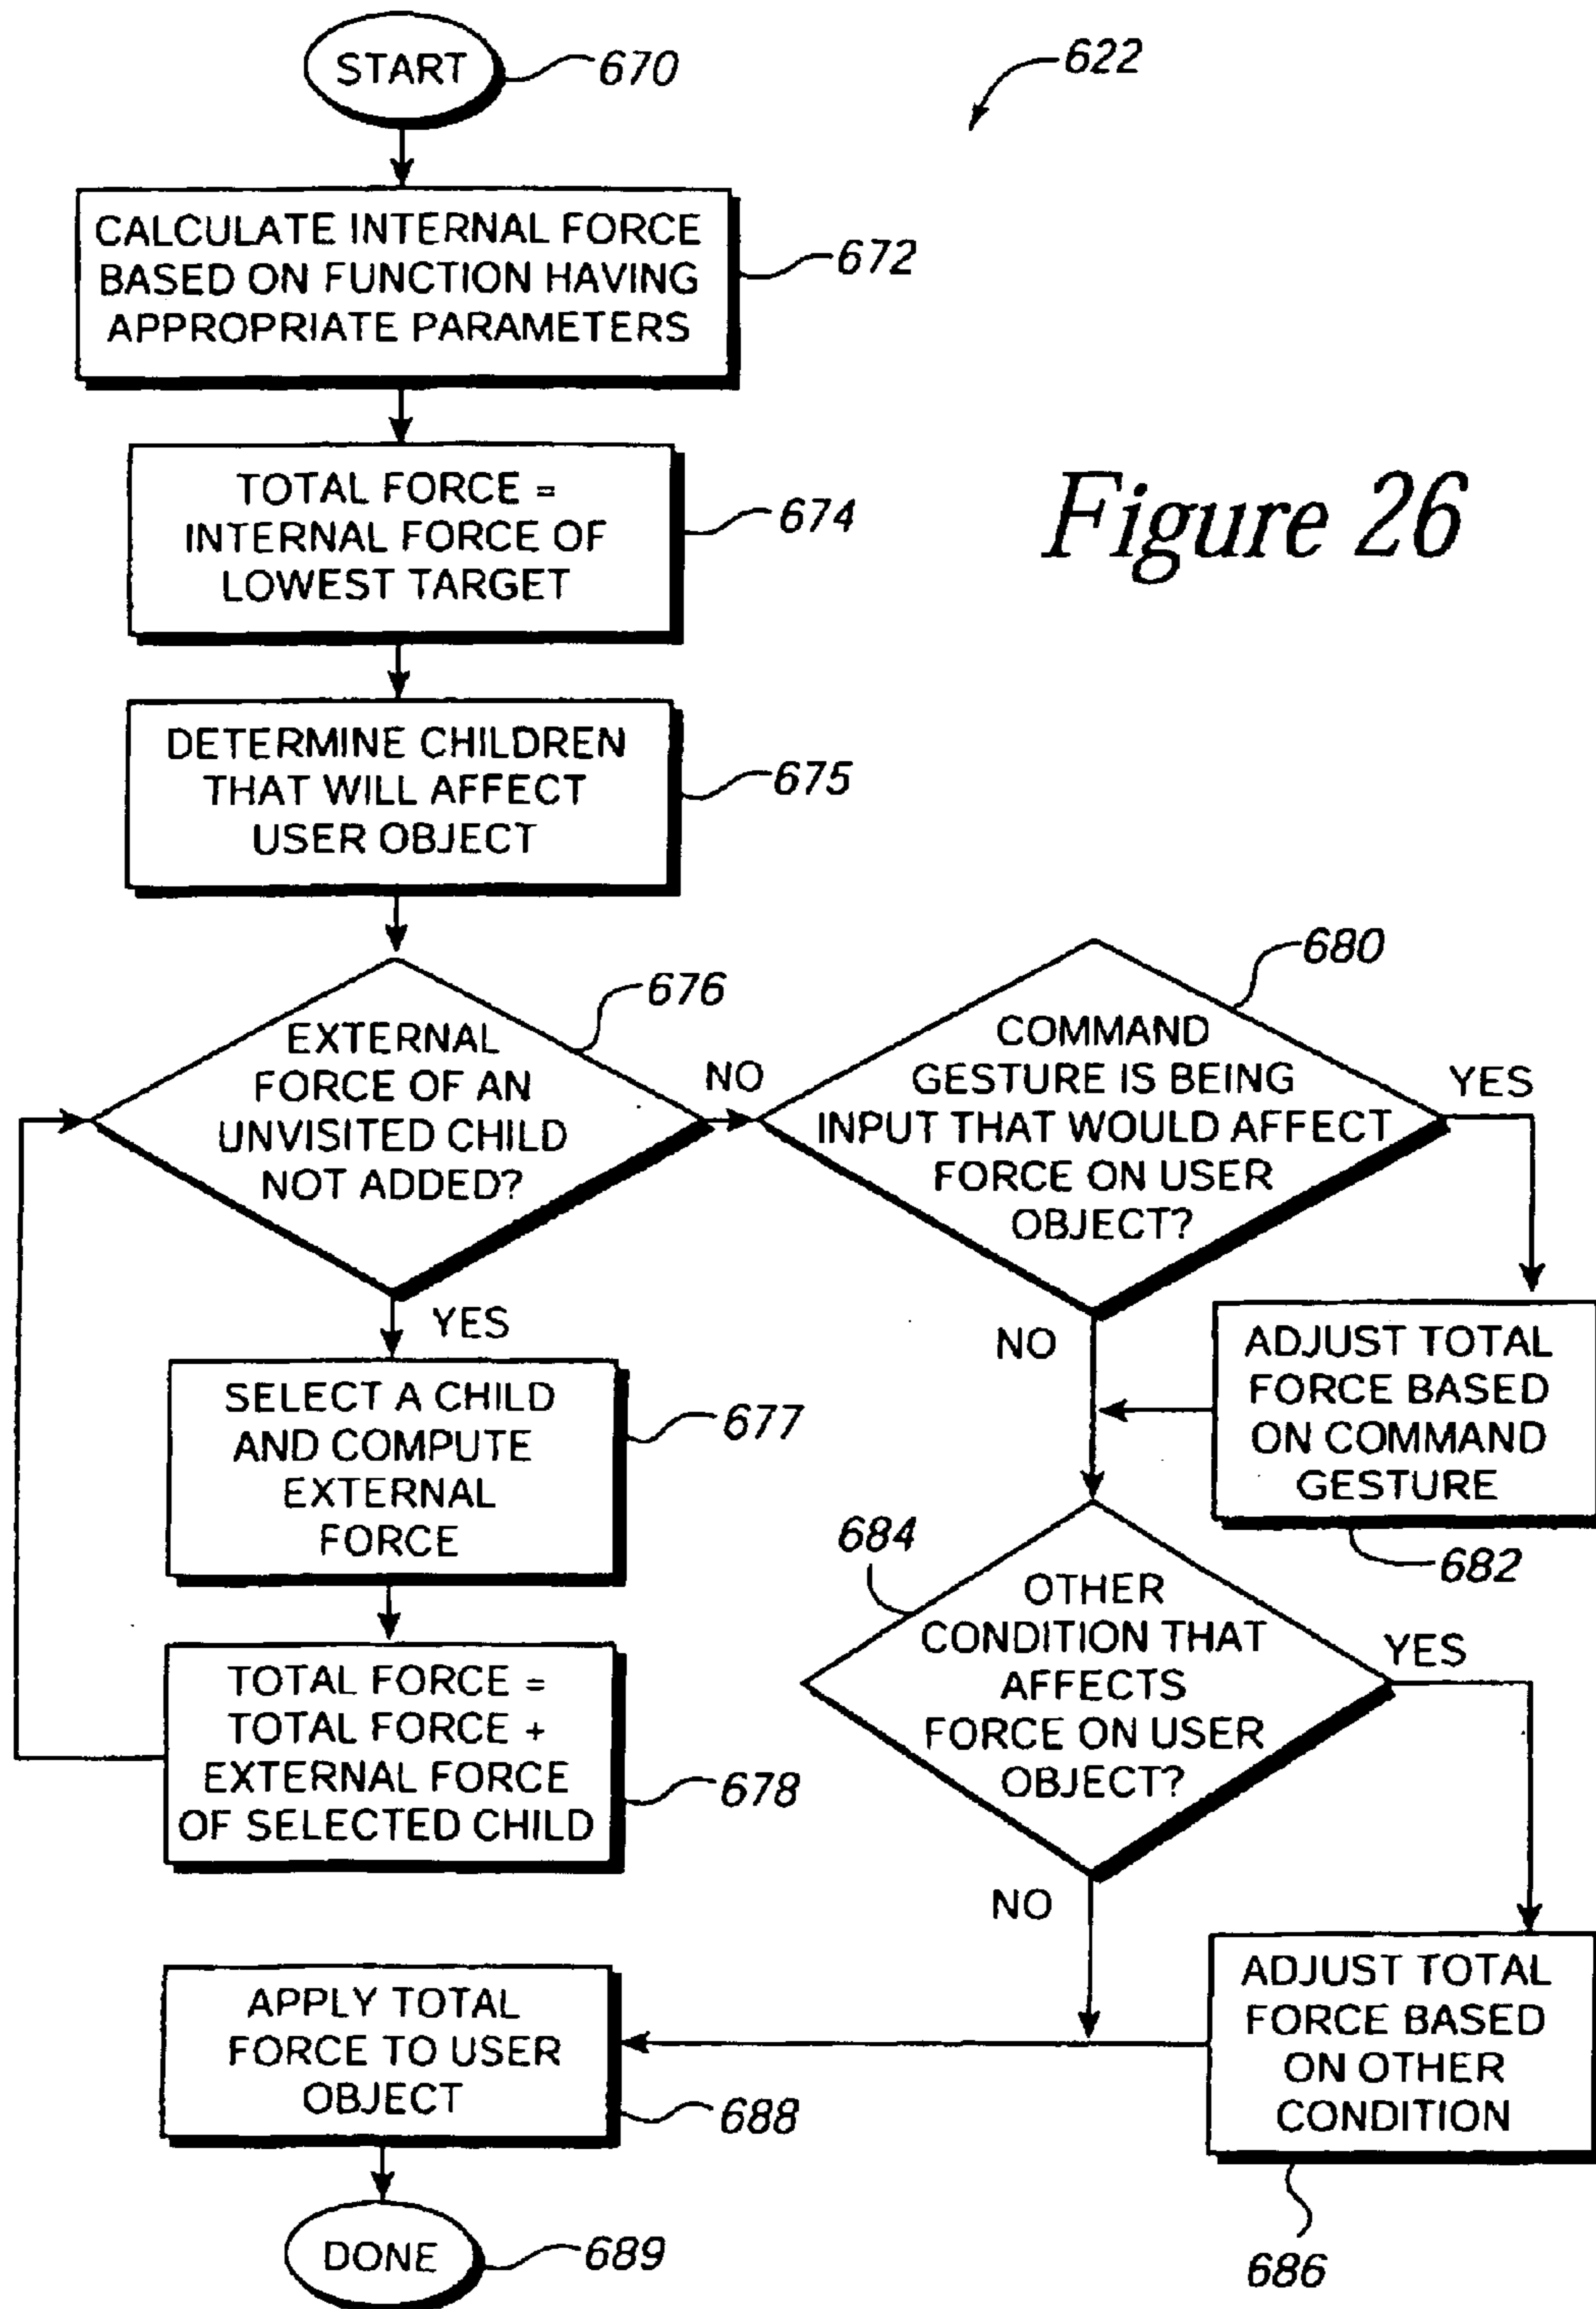 START
670
622
CALCULATE INTERNAL FORCE
BASED ON FUNCTION HAVING
APPROPRIATE PARAMETERS
672
TOTAL FORCE =
INTERNAL FORCE OF
LOWEST TARGET
674
Figure 26
DETERMINE CHILDREN
THAT WILL AFFECT
USER OBJECT
675
EXTERNAL
FORCE OF AN
UNVISITED CHILD
NOT ADDED?
676
NO
YES
COMMAND
GESTURE IS BEING
INPUT THAT WOULD AFFECT
FORCE ON USER
OBJECT?
680
YES
NO
SELECT A CHILD
AND COMPUTE
EXTERNAL
FORCE
677
ADJUST TOTAL
FORCE BASED
ON COMMAND
GESTURE
682
TOTAL FORCE =
TOTAL FORCE +
EXTERNAL FORCE
OF SELECTED CHILD
678
684
OTHER
CONDITION THAT
AFFECTS
FORCE ON USER
OBJECT?
YES
NO
ADJUST TOTAL
FORCE BASED
ON OTHER
CONDITION
686
APPLY TOTAL
FORCE TO USER
OBJECT
688
DONE
689